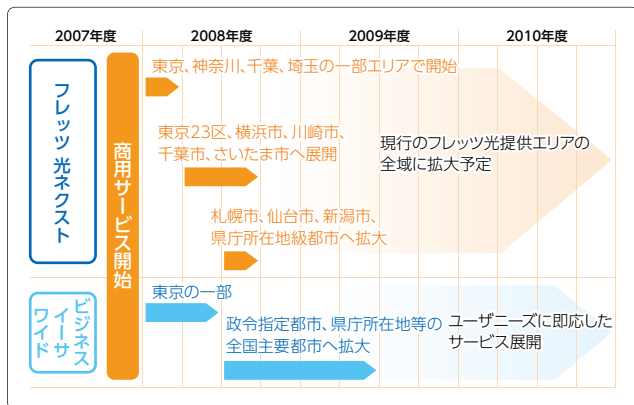 2007年度 2008年度 2009年度 2010年度
フレッツ 光ネクスト
商用サービス開始
東京、神奈川、千葉、埼玉の一部エリアで開始
東京23区、横浜市、川崎市、
千葉市、さいたま市へ展開
現行のフレッツ光提供エリアの
全域に拡大予定
札幌市、仙台市、新潟市、
県庁所在地級都市へ拡大
ビジネス
イーサ
ワイド
東京の一部
政令指定都市、県庁所在地等の
全国主要都市へ拡大
ユーザニーズに即応した
サービス展開